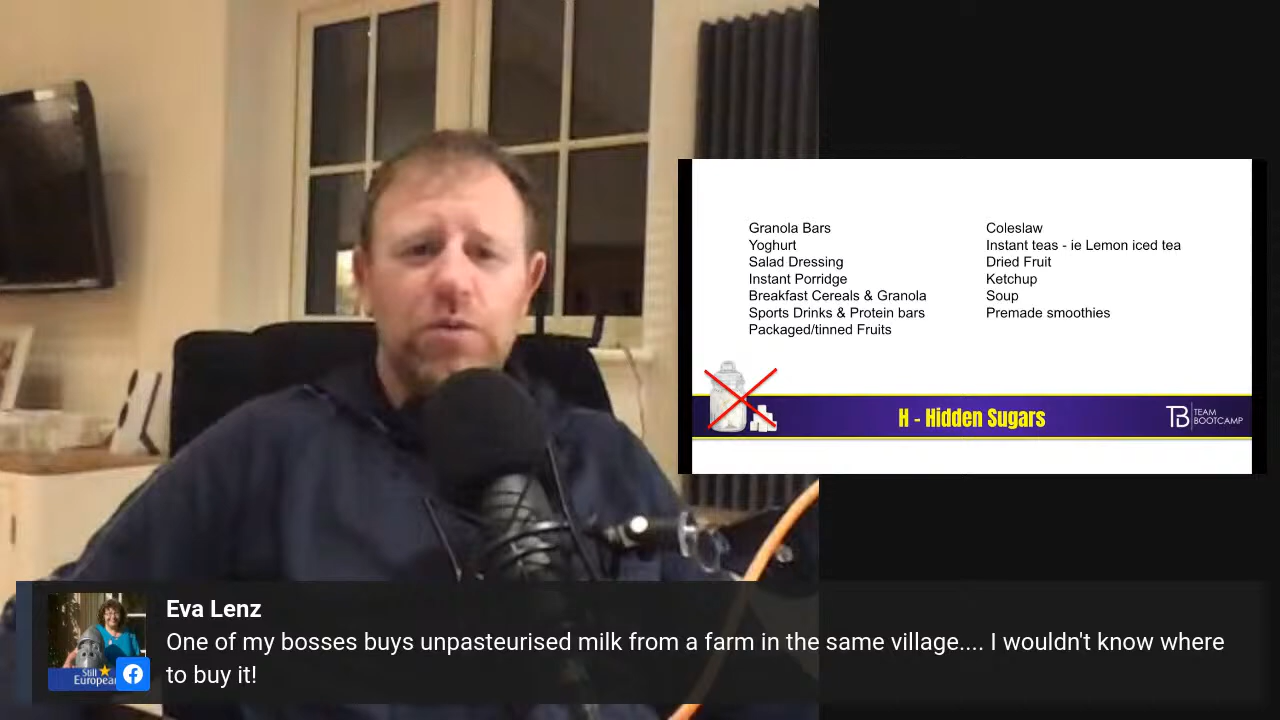 Granola Bars
Yoghurt
Salad Dressing
Instant Porridge
Breakfast Cereals & Granola
Sports Drinks & Protein bars
Packaged/tinned Fruits
Coleslaw
Instant teas - ie Lemon iced tea
Dried Fruit
Ketchup
Soup
Premade smoothies
H - Hidden Sugars
TB TEAM
BOOTCAMP
Eva Lenz
One of my bosses buys unpasteurised milk from a farm in the same village.... I wouldn't know where
to buy it!
Still
European